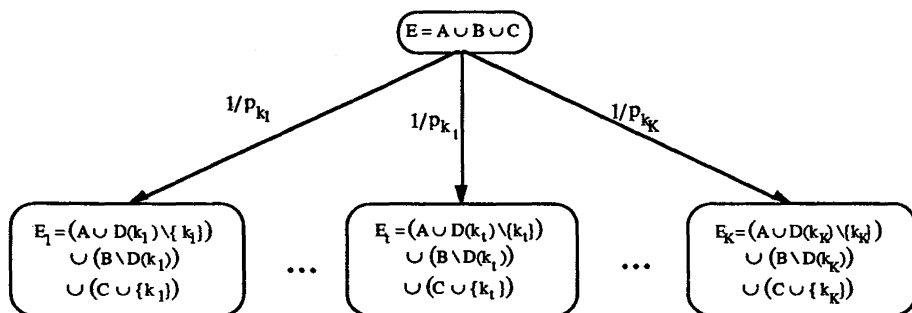 E = A ∪ B ∪ C
1/p_{k_1}
1/p_{k_t}
1/p_{k_K}
E_1 = (A ∪ D(k_1) \ { k_1})
∪ (B \ D(k_1))
∪ (C ∪ {k_1})
...
E_t = (A ∪ D(k_t) \ {k_t})
∪ (B \ D(k_t))
∪ (C ∪ {k_t })
...
E_K = (A ∪ D(k_K) \ {k_K})
∪ (B \ D(k_K))
∪ (C ∪ { k_K})